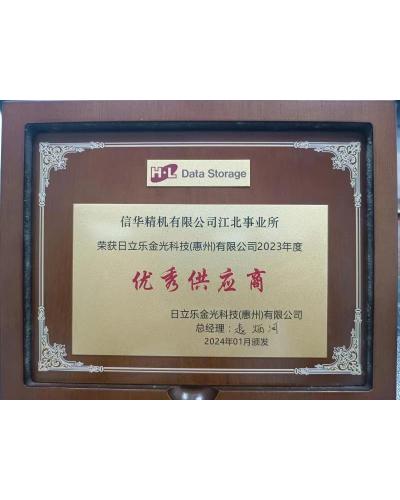 H·L Data Storage
信华精机有限公司江北事业所
荣获日立乐金光科技(惠州)有限公司2023年度
优秀供应商
日立乐金光科技(惠州)有限公司
总经理:
2024年01月颁发